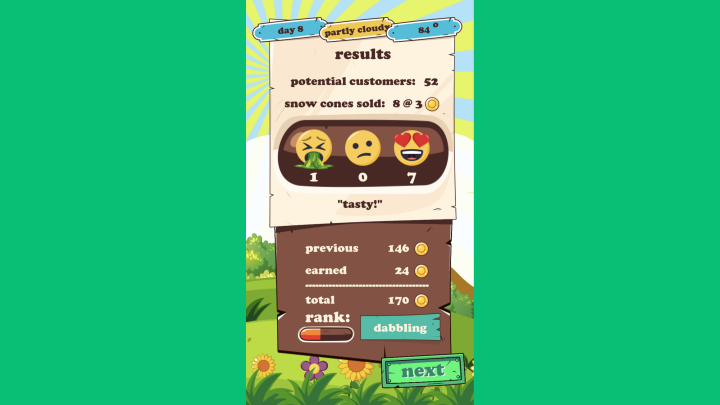 day 8 partly cloudy 84°
results
potential customers: 52
snow cones sold: 8 @ 3
1 0 7
"tasty!"
previous 146
earned 24
total 170
rank:
dabbling
next